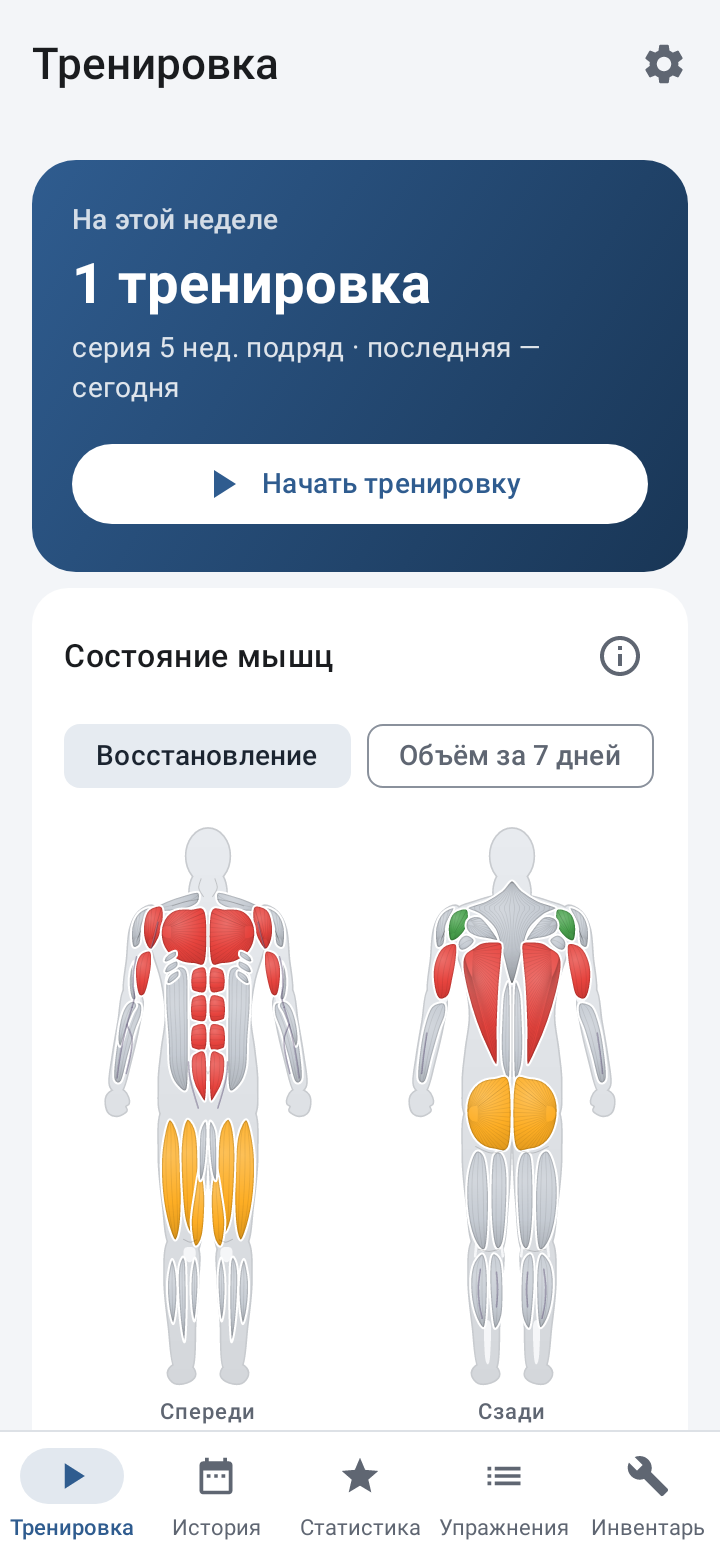 Тренировка
На этой неделе
1 тренировка
серия 5 нед. подряд · последняя —
сегодня
Начать тренировку
Состояние мышц
Восстановление
Объём за 7 дней
Спереди
Сзади
Тренировка
История
Статистика
Упражнения
Инвентарь